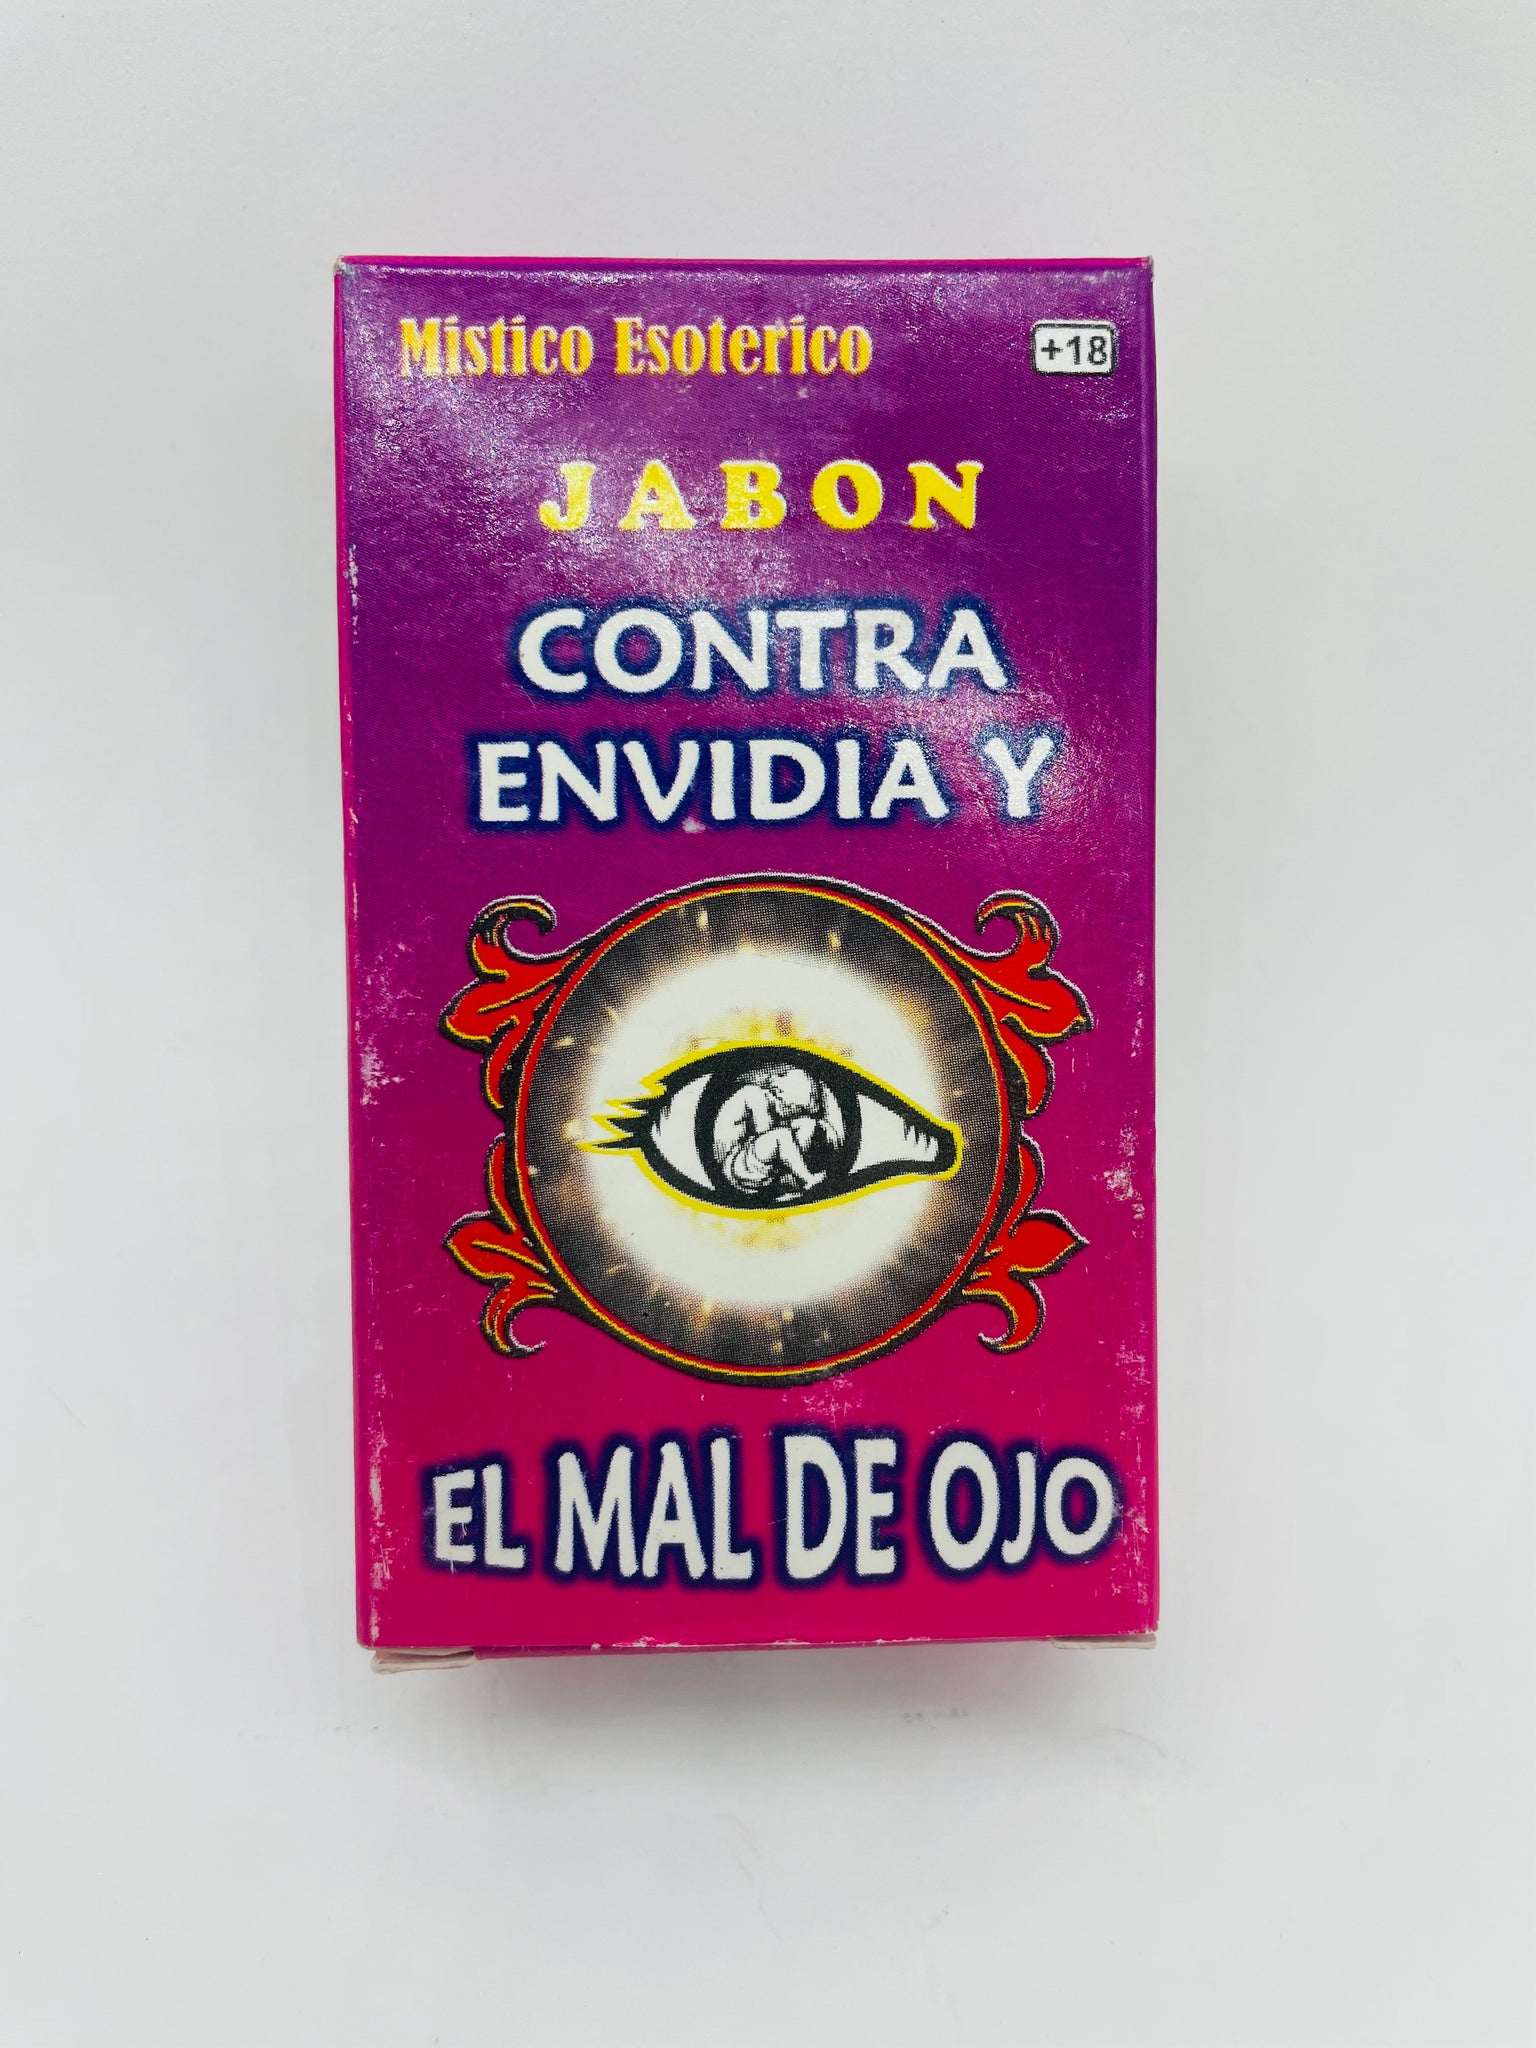 Mistico Esoterico
+18
JABON
CONTRA
ENVIDIA Y
EL MAL DE OJO